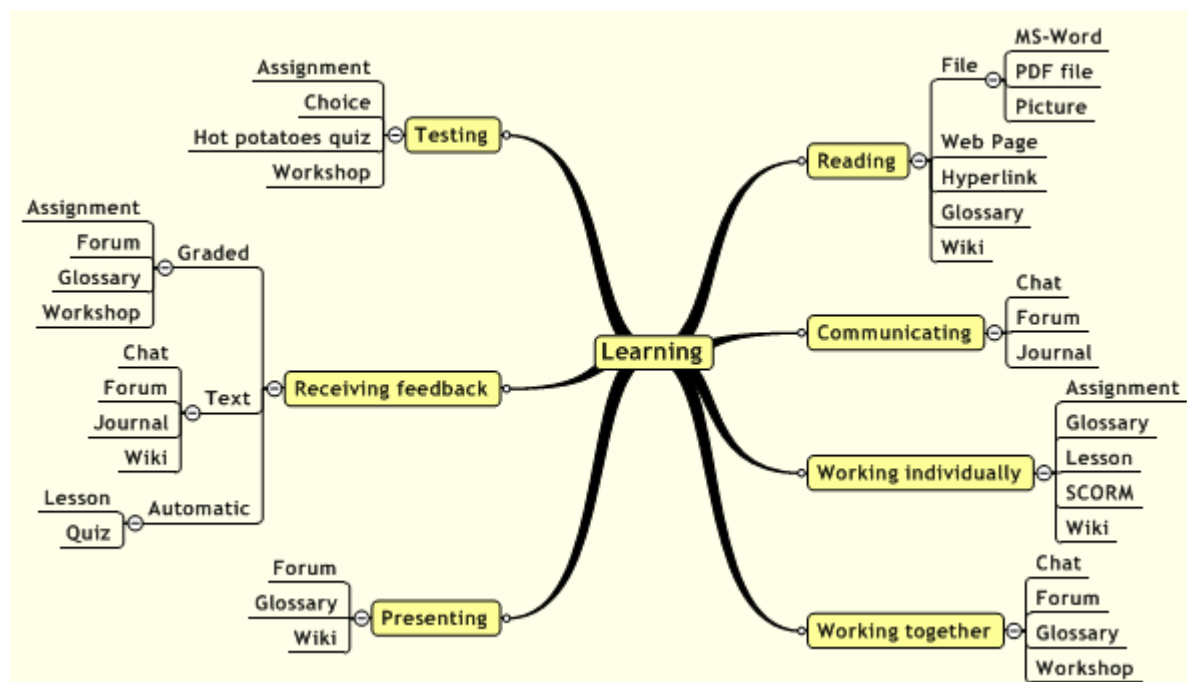 Learning
Testing
Assignment
Choice
Hot potatoes quiz
Workshop
Receiving feedback
Graded
Assignment
Forum
Glossary
Workshop
Text
Chat
Forum
Journal
Wiki
Automatic
Lesson
Quiz
Presenting
Forum
Glossary
Wiki
Reading
File
MS-Word
PDF file
Picture
Web Page
Hyperlink
Glossary
Wiki
Communicating
Chat
Forum
Journal
Working individually
Assignment
Glossary
Lesson
SCORM
Wiki
Working together
Chat
Forum
Glossary
Workshop